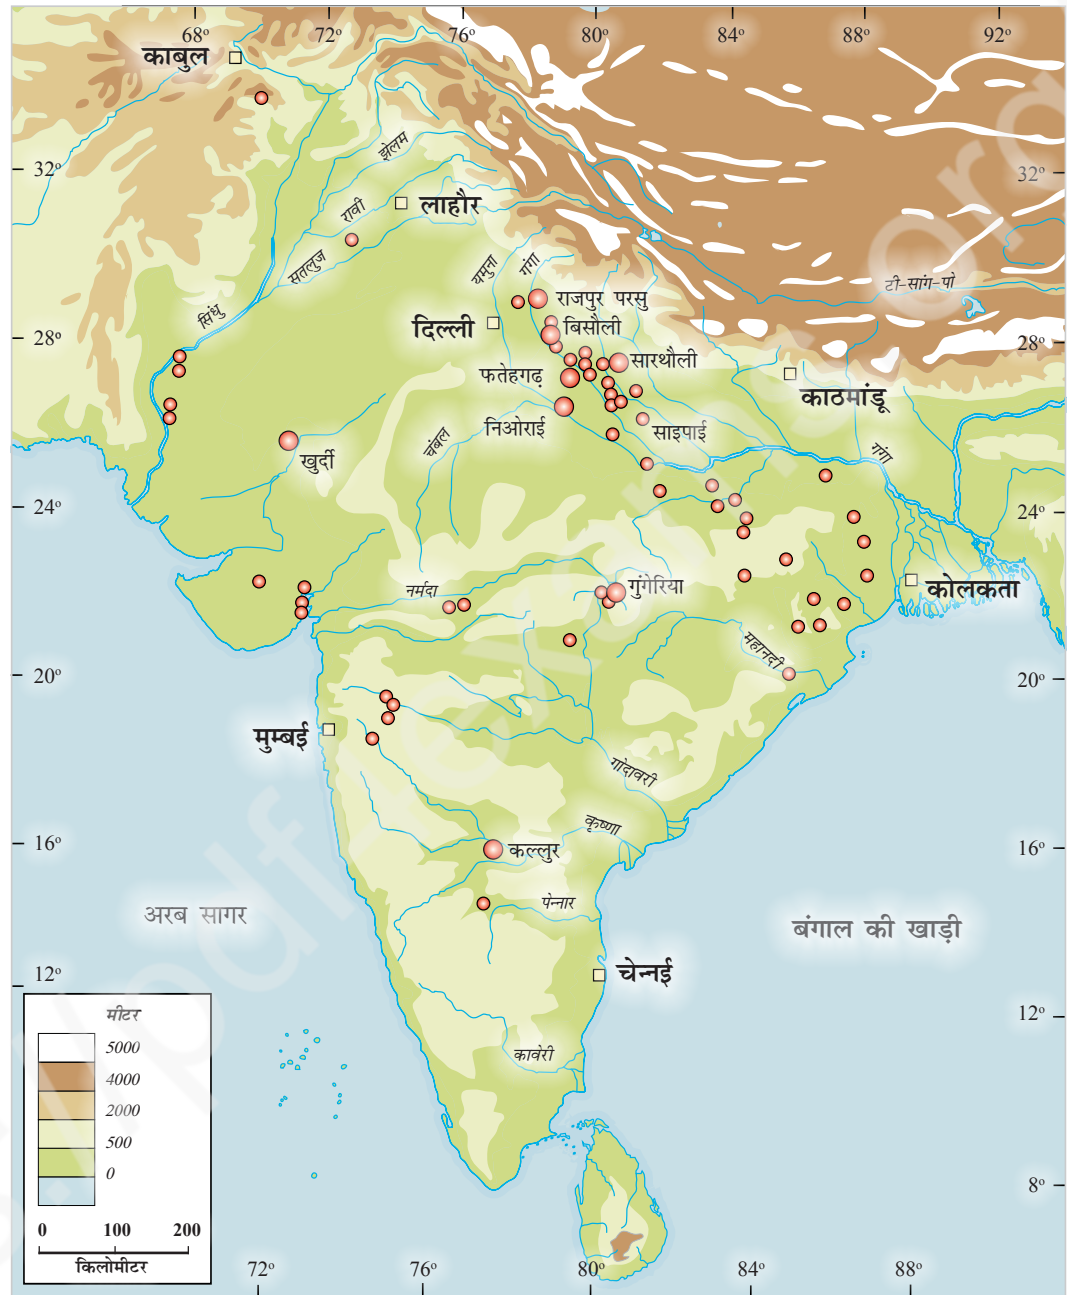 68° 72° 76° 80° 84° 88° 92°
काबुल
झेलम
32° 32°
लाहौर
रावी
सतलुज
यमुना
गंगा
टी-सांग-पो
राजपुर परसु
सिंधु
दिल्ली
बिसौली
28° 28°
सारथौली
फतेहगढ़
काठमांडू
निओराई
साइपाई
चंबल
गंगा
खुर्दी
24° 24°
नर्मदा
गुंगेरिया
कोलकता
महानदी
20° 20°
मुम्बई
गोदावरी
कृष्णा
16° 16°
कल्लुर
पेन्नार
अरब सागर
बंगाल की खाड़ी
चेन्नई
12° 12°
मीटर
5000
कावेरी
4000
2000
500
0
8°
0 100 200
किलोमीटर
72° 76° 80° 84° 88°